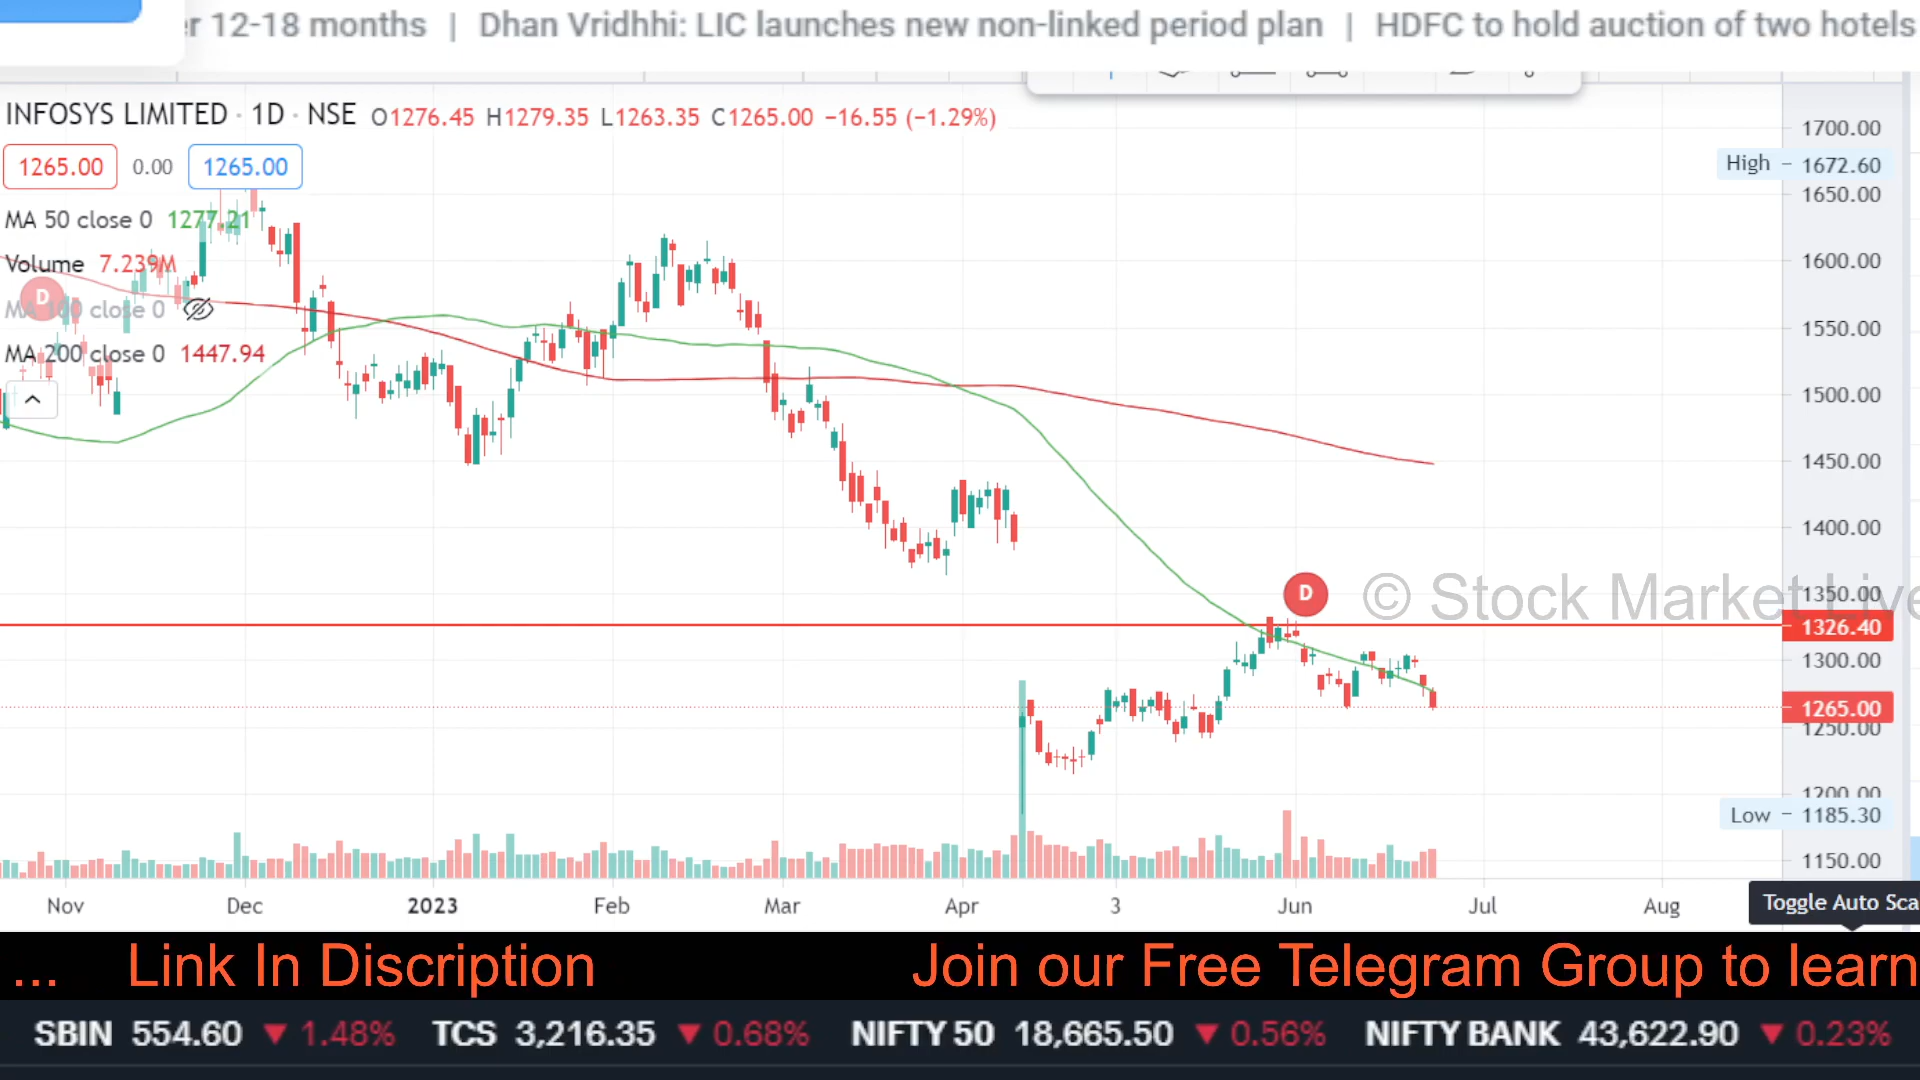 r 12-18 months | Dhan Vridhhi: LIC launches new non-linked period plan | HDFC to hold auction of two hotels
INFOSYS LIMITED · 1D · NSE O1276.45 H1279.35 L1263.35 C1265.00 −16.55 (−1.29%)
1265.00 0.00 1265.00
MA 50 close 0 1277.21
Volume 7.239M
D
MA 100 close 0
MA 200 close 0 1447.94
1700.00
High 1672.60
1650.00
1600.00
1550.00
1500.00
1450.00
1400.00
1350.00
D
© Stock Market Live
1326.40
1300.00
1265.00
1250.00
1200.00
Low 1185.30
1150.00
Nov Dec 2023 Feb Mar Apr 3 Jun Jul Aug
Toggle Auto Sca
... Link In Discription Join our Free Telegram Group to learn
SBIN 554.60 ▼ 1.48% TCS 3,216.35 ▼ 0.68% NIFTY 50 18,665.50 ▼ 0.56% NIFTY BANK 43,622.90 ▼ 0.23%